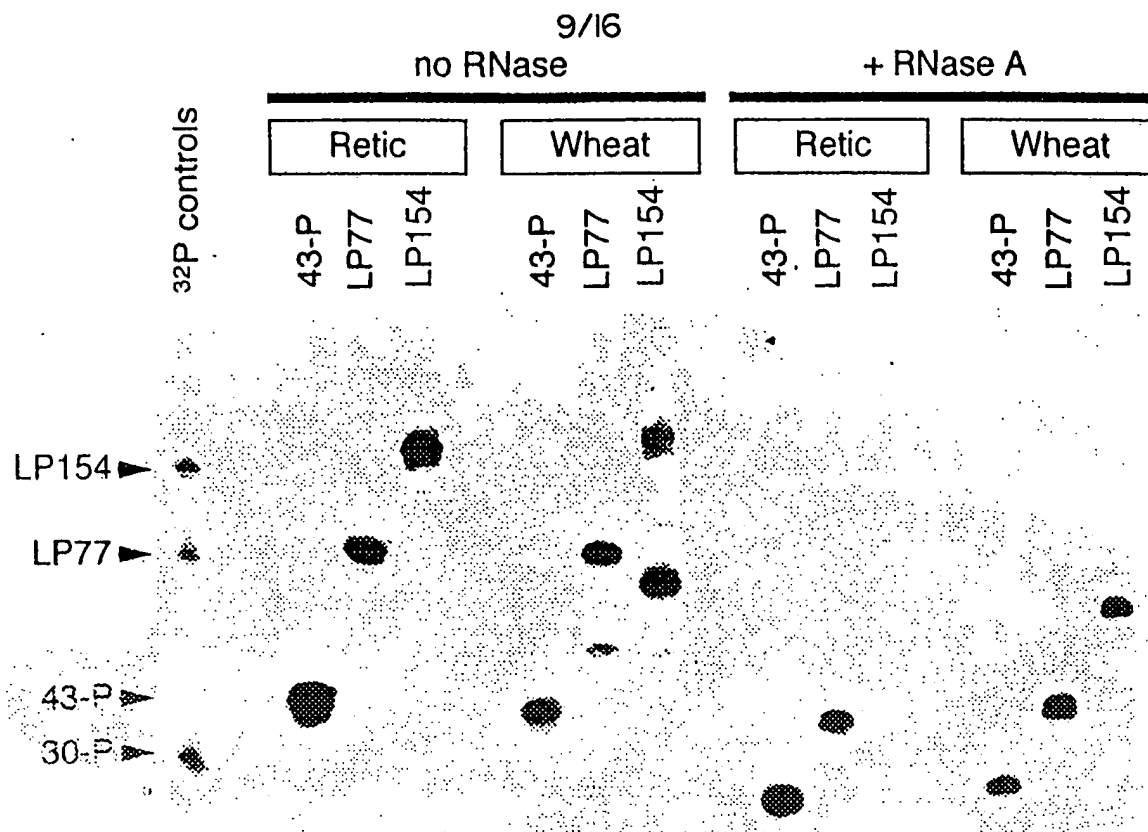 9/16
no RNase + RNase A
Retic Wheat Retic Wheat
32P controls
43-P
LP77
LP154
43-P
LP77
LP154
43-P
LP77
LP154
43-P
LP77
LP154
LP154
LP77
43-P
30-P